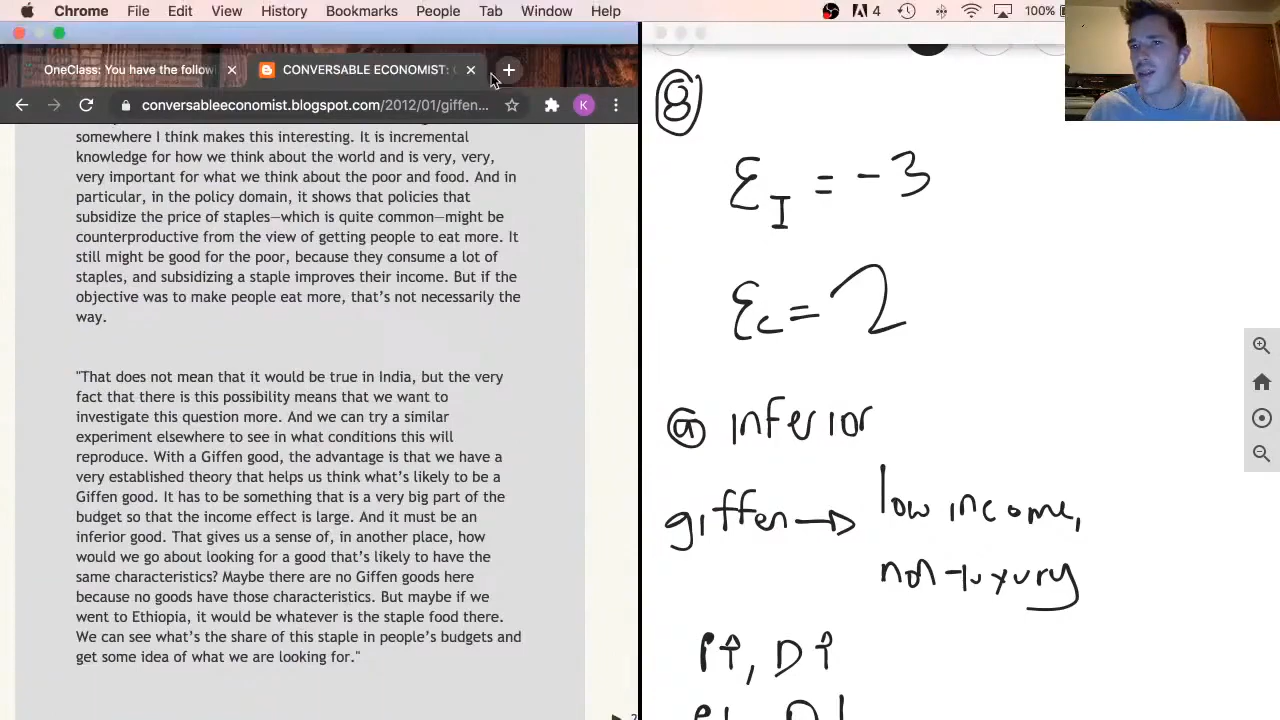 Chrome File Edit View History Bookmarks People Tab Window Help 4 100%
OneClass: You have the follow
CONVERSABLE ECONOMIST:
conversableeconomist.blogspot.com/2012/01/giffen...
K
somewhere I think makes this interesting. It is incremental
knowledge for how we think about the world and is very, very,
very important for what we think about the poor and food. And in
particular, in the policy domain, it shows that policies that
subsidize the price of staples—which is quite common—might be
counterproductive from the view of getting people to eat more. It
still might be good for the poor, because they consume a lot of
staples, and subsidizing a staple improves their income. But if the
objective was to make people eat more, that's not necessarily the
way.
"That does not mean that it would be true in India, but the very
fact that there is this possibility means that we want to
investigate this question more. And we can try a similar
experiment elsewhere to see in what conditions this will
reproduce. With a Giffen good, the advantage is that we have a
very established theory that helps us think what's likely to be a
Giffen good. It has to be something that is a very big part of the
budget so that the income effect is large. And it must be an
inferior good. That gives us a sense of, in another place, how
would we go about looking for a good that's likely to have the
same characteristics? Maybe there are no Giffen goods here
because no goods have those characteristics. But maybe if we
went to Ethiopia, it would be whatever is the staple food there.
We can see what's the share of this staple in people's budgets and
get some idea of what we are looking for."
8
ℰI = -3
ℰc = 2
a inferior
giffen → low income,
non-luxury
P↑, D↑